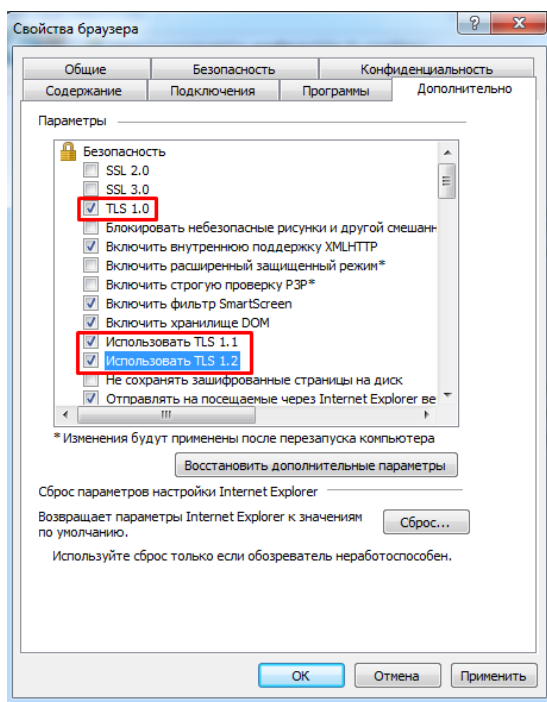 Свойства браузера
Общие Безопасность Конфиденциальность
Содержание Подключения Программы Дополнительно
Параметры
Безопасность
SSL 2.0
SSL 3.0
TLS 1.0
Блокировать небезопасные рисунки и другой смешанн
Включить внутреннюю поддержку XMLHTTP
Включить расширенный защищенный режим*
Включить строгую проверку P3P*
Включить фильтр SmartScreen
Включить хранилище DOM
Использовать TLS 1.1
Использовать TLS 1.2
Не сохранять зашифрованные страницы на диск
Отправлять на посещаемые через Internet Explorer ве
* Изменения будут применены после перезапуска компьютера
Восстановить дополнительные параметры
Сброс параметров настройки Internet Explorer
Возвращает параметры Internet Explorer к значениям
по умолчанию.
Сброс...
Используйте сброс только если обозреватель неработоспособен.
ОК Отмена Применить